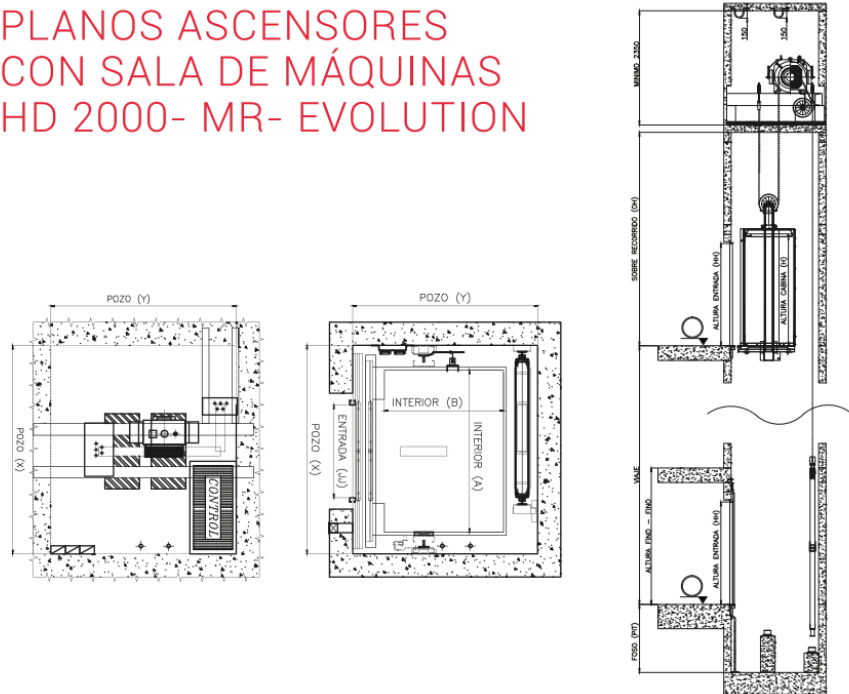 PLANOS ASCENSORES
CON SALA DE MÁQUINAS
HD 2000- MR- EVOLUTION
POZO (Y)
POZO (X)
CONTROL
POZO (Y)
POZO (X)
ENTRADA (JJ)
INTERIOR (B)
INTERIOR (A)
150
150
MINIMO 2350
SOBRE RECORRIDO (OH)
ALTURA ENTRADA (HH)
ALTURA CABINA (H)
VIAJE
ALTURA FINO - FINO
ALTURA ENTRADA (HH)
FOSO (PIT)